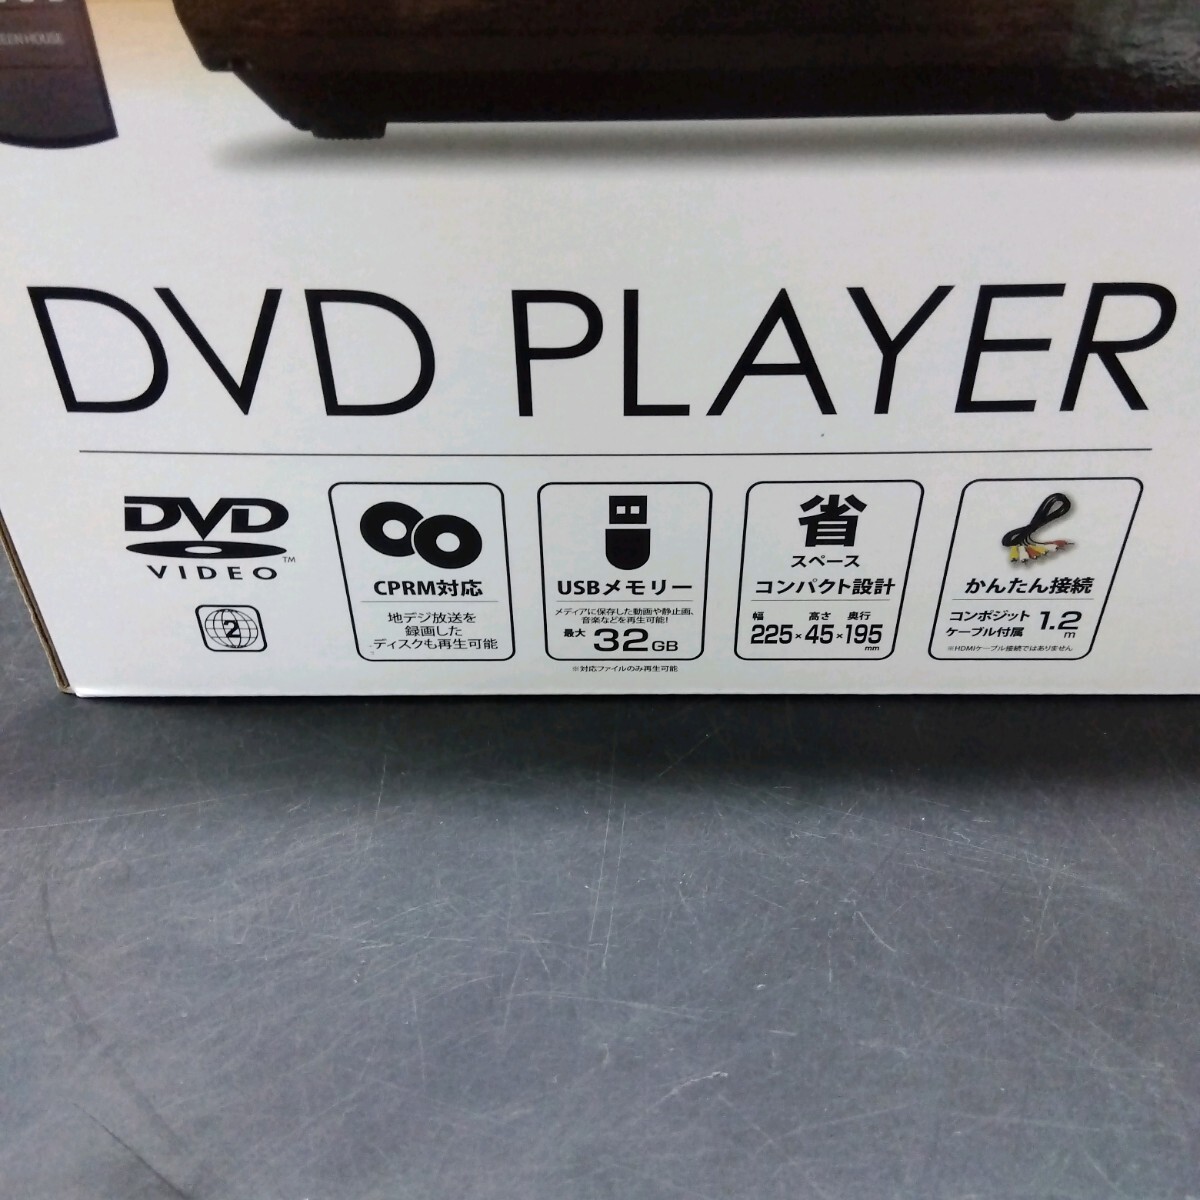 EEN HOUSE
DVD PLAYER
DVD
VIDEO™
2
CPRM対応
地デジ放送を
録画した
ディスクも再生可能
USBメモリー
メディアに保存した動画や静止画、
音楽などを再生可能!
最大 32GB
※対応ファイルのみ再生可能
省
スペース
コンパクト設計
幅 高さ 奥行
225×45×195mm
かんたん接続
コンポジット
ケーブル付属 1.2m
※HDMIケーブル接続ではありません